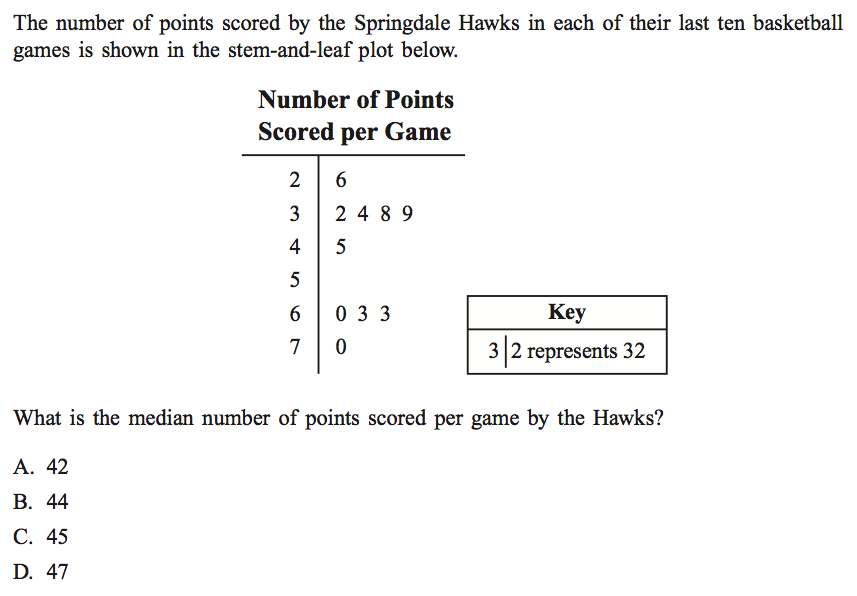 The number of points scored by the Springdale Hawks in each of their last ten basketball
games is shown in the stem-and-leaf plot below.
Number of Points
Scored per Game
2 | 6
3 | 2 4 8 9
4 | 5
5 |
6 | 0 3 3
7 | 0
Key
3|2 represents 32
What is the median number of points scored per game by the Hawks?
A. 42
B. 44
C. 45
D. 47